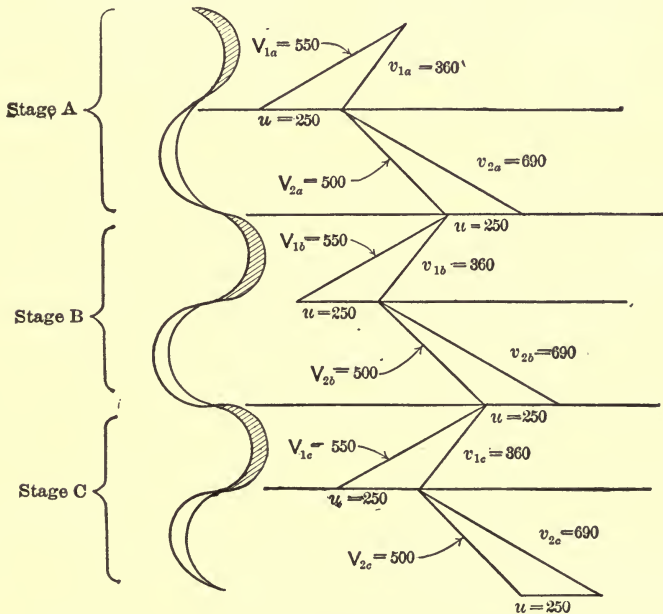 V1a = 550
v1a = 360
Stage A
u = 250
V2a = 500
v2a = 690
u = 250
V1b = 550
v1b = 360
Stage B
u = 250
V2b = 500
v2b = 690
u = 250
V1c = 550
v1c = 360
Stage C
u = 250
V2c = 500
v2c = 690
u = 250